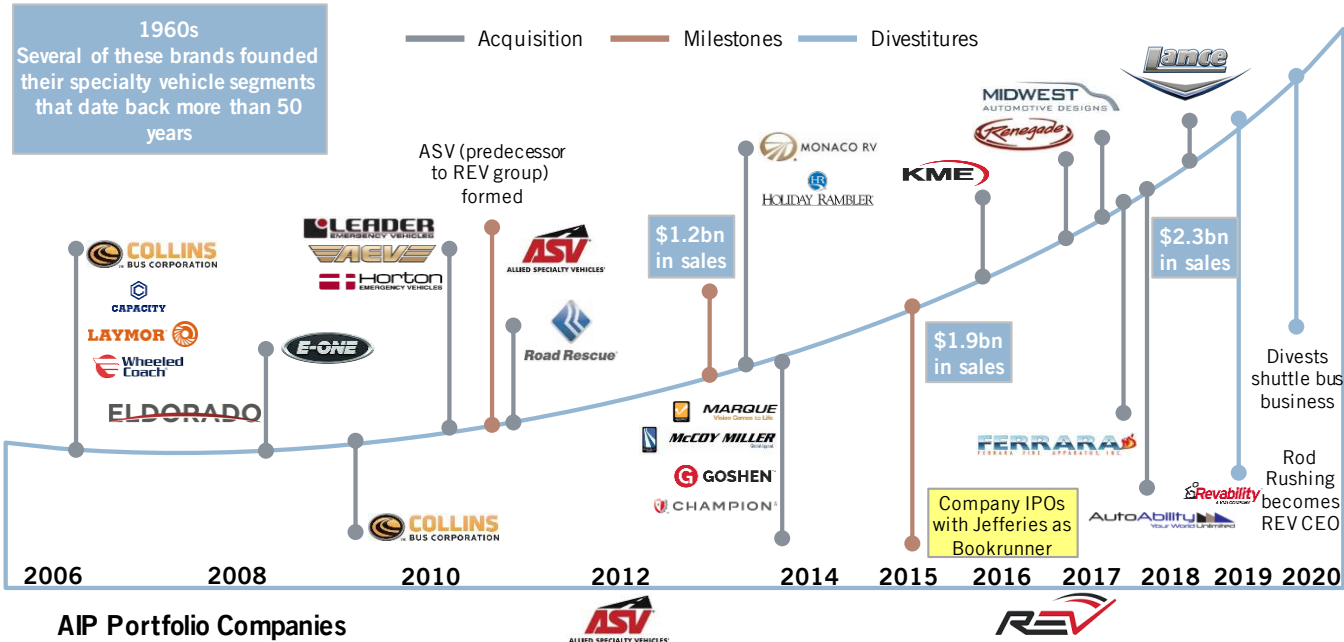 1960s
Several of these brands founded
their specialty vehicle segments
that date back more than 50
years
Acquisition
Milestones
Divestitures
ASV (predecessor
to REV group)
formed
COLLINS
BUS CORPORATION
CAPACITY
LAYMOR
Wheeled
Coach
ELDORADO
E-ONE
LEADER
EMERGENCY VEHICLES
AEV
Horton
EMERGENCY VEHICLES
COLLINS
BUS CORPORATION
ASV
ALLIED SPECIALTY VEHICLES
Road Rescue
$1.2bn
in sales
MONACO RV
HR
HOLIDAY RAMBLER
MARQUE
McCOY MILLER
G GOSHEN
CHAMPION
KME
MIDWEST
AUTOMOTIVE DESIGNS
Renegade
Lance
$1.9bn
in sales
$2.3bn
in sales
FERRARA
FERRARA FIRE APPARATUS, INC.
Company IPOs
with Jefferies as
Bookrunner
Revability
AutoAbility
Your World Unlimited
Divests
shuttle bus
business
Rod
Rushing
becomes
REV CEO
2006 2008 2010 2012 2014 2015 2016 2017 2018 2019 2020
AIP Portfolio Companies
ASV
ALLIED SPECIALTY VEHICLES
REV